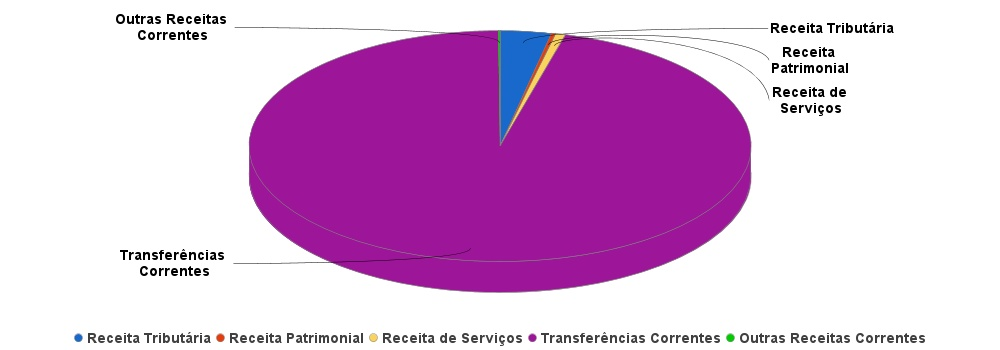 Outras Receitas
Correntes
Receita Tributária
Receita
Patrimonial
Receita de
Serviços
Transferências
Correntes
Receita Tributária Receita Patrimonial Receita de Serviços Transferências Correntes Outras Receitas Correntes